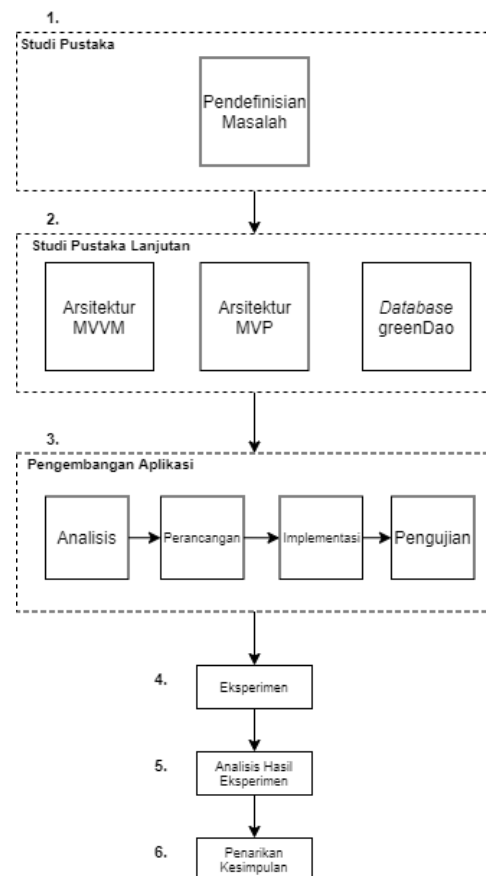 1.
Studi Pustaka
Pendefinisian
Masalah
2.
Studi Pustaka Lanjutan
Arsitektur
MVVM
Arsitektur
MVP
Database
greenDao
3.
Pengembangan Aplikasi
Analisis
Perancangan
Implementasi
Pengujian
4.
Eksperimen
5.
Analisis Hasil
Eksperimen
6.
Penarikan
Kesimpulan